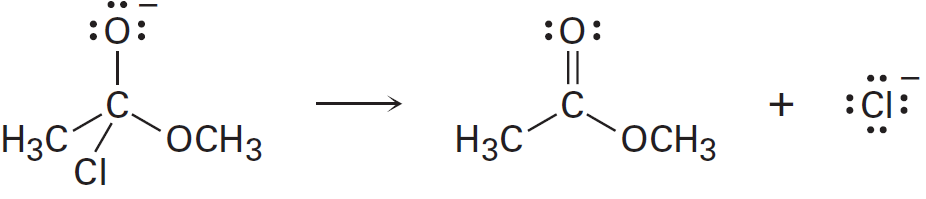 O − O −
C C + Cl
H3C OCH3 H3C OCH3
Cl